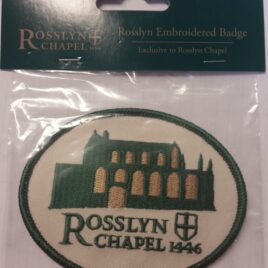 ROSSLYN
CHAPEL
Rosslyn Embroidered Badge
Exclusive to Rosslyn Chapel
ROSSLYN
CHAPEL 1446